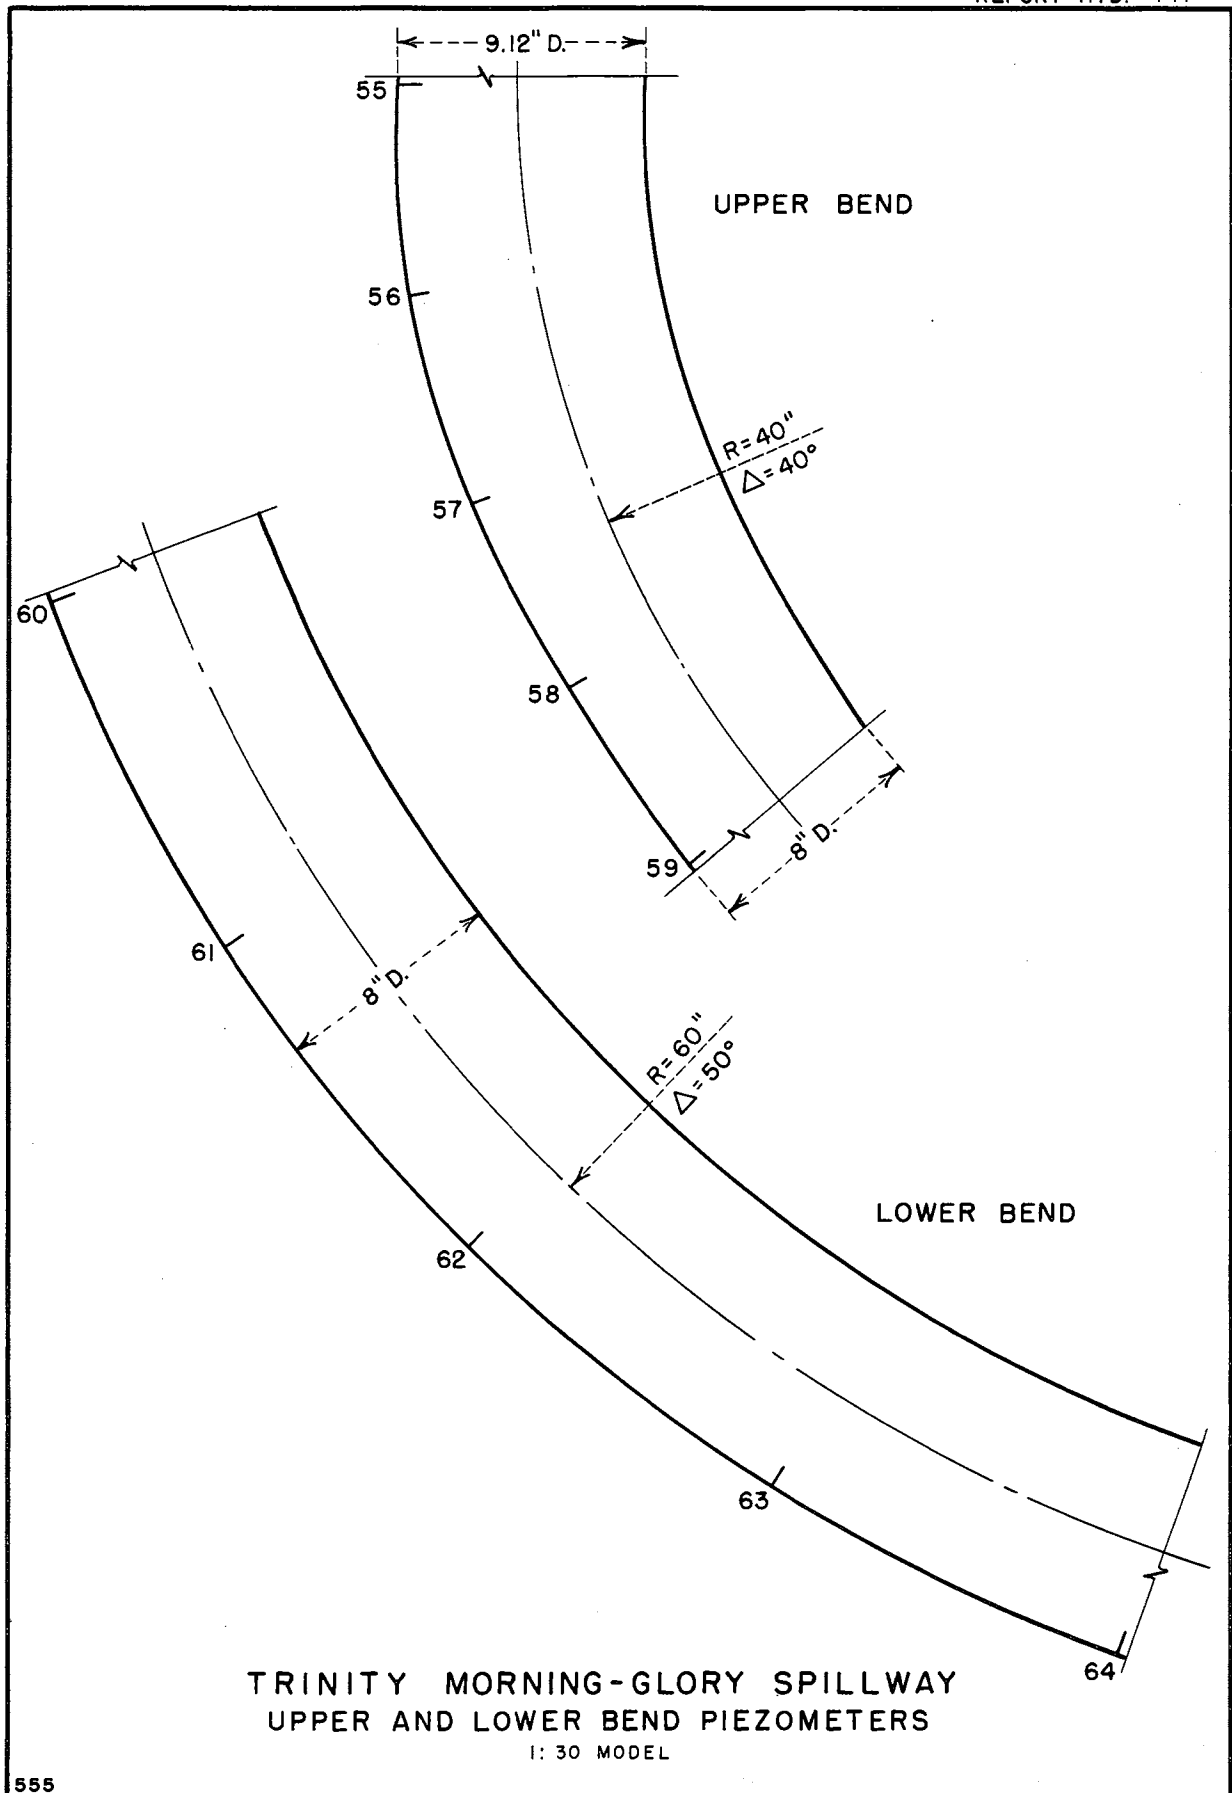 9.12" D.
55
UPPER BEND
56
R=40"
△=40°
57
60
58
59
8" D.
61
8" D.
R=60"
△=50°
LOWER BEND
62
63
64
TRINITY MORNING-GLORY SPILLWAY
UPPER AND LOWER BEND PIEZOMETERS
1:30 MODEL
555